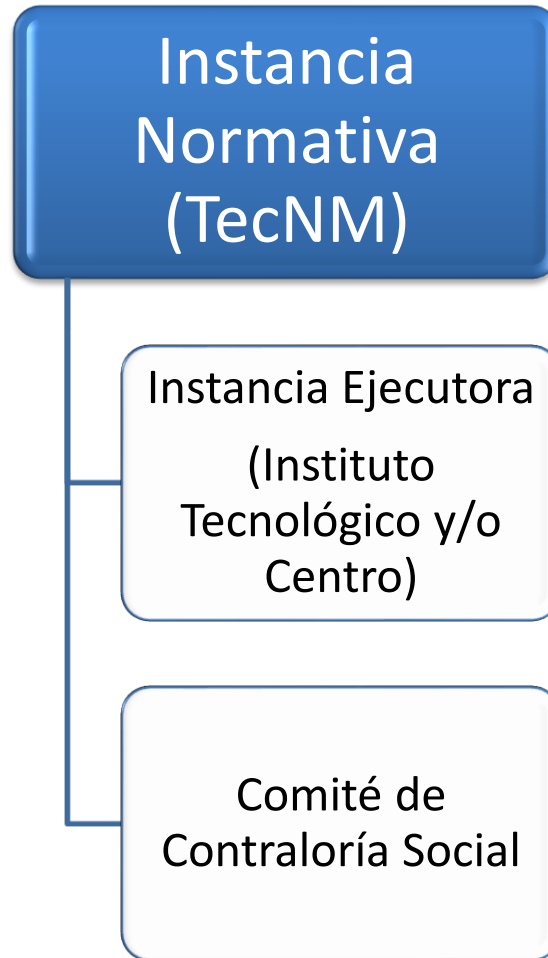 Instancia
Normativa
(TecNM)
Instancia Ejecutora
(Instituto
Tecnológico y/o
Centro)
Comité de
Contraloría Social